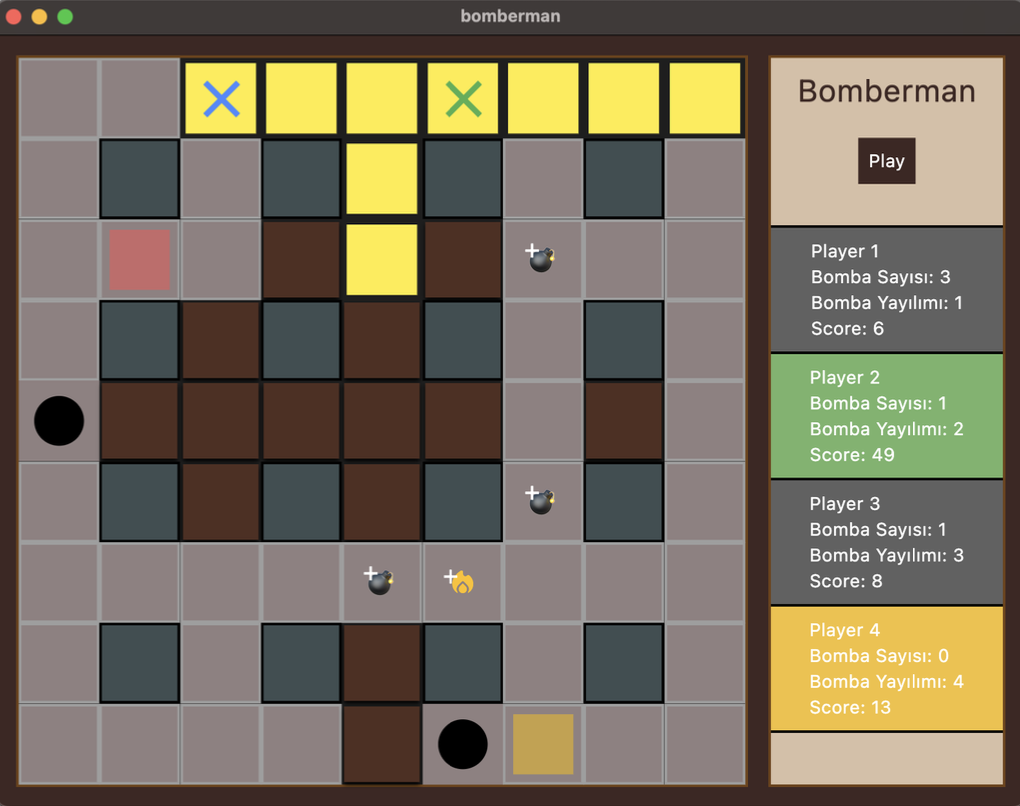 bomberman
Bomberman
Play
Player 1
Bomba Sayısı: 3
Bomba Yayılımı: 1
Score: 6
Player 2
Bomba Sayısı: 1
Bomba Yayılımı: 2
Score: 49
Player 3
Bomba Sayısı: 1
Bomba Yayılımı: 3
Score: 8
Player 4
Bomba Sayısı: 0
Bomba Yayılımı: 4
Score: 13